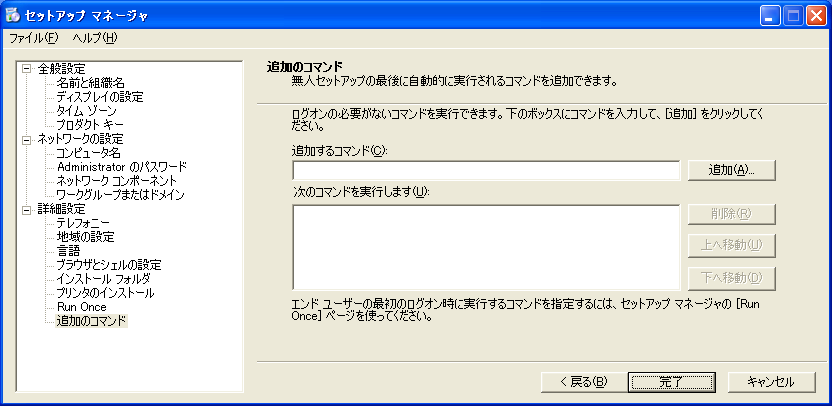 セットアップ マネージャ
ファイル(F) ヘルプ(H)
全般設定
名前と組織名
ディスプレイの設定
タイム ゾーン
プロダクト キー
ネットワークの設定
コンピュータ名
Administrator のパスワード
ネットワーク コンポーネント
ワークグループまたはドメイン
詳細設定
テレフォニー
地域の設定
言語
ブラウザとシェルの設定
インストール フォルダ
プリンタのインストール
Run Once
追加のコマンド
追加のコマンド
無人セットアップの最後に自動的に実行されるコマンドを追加できます。
ログオンの必要がないコマンドを実行できます。下のボックスにコマンドを入力して、[追加] をクリックしてく
ださい。
追加するコマンド(C):
追加(A)...
次のコマンドを実行します(U):
削除(R)
上へ移動(U)
下へ移動(D)
エンド ユーザーの最初のログオン時に実行するコマンドを指定するには、セットアップ マネージャの [Run
Once] ページを使ってください。
< 戻る(B) 完了 キャンセル